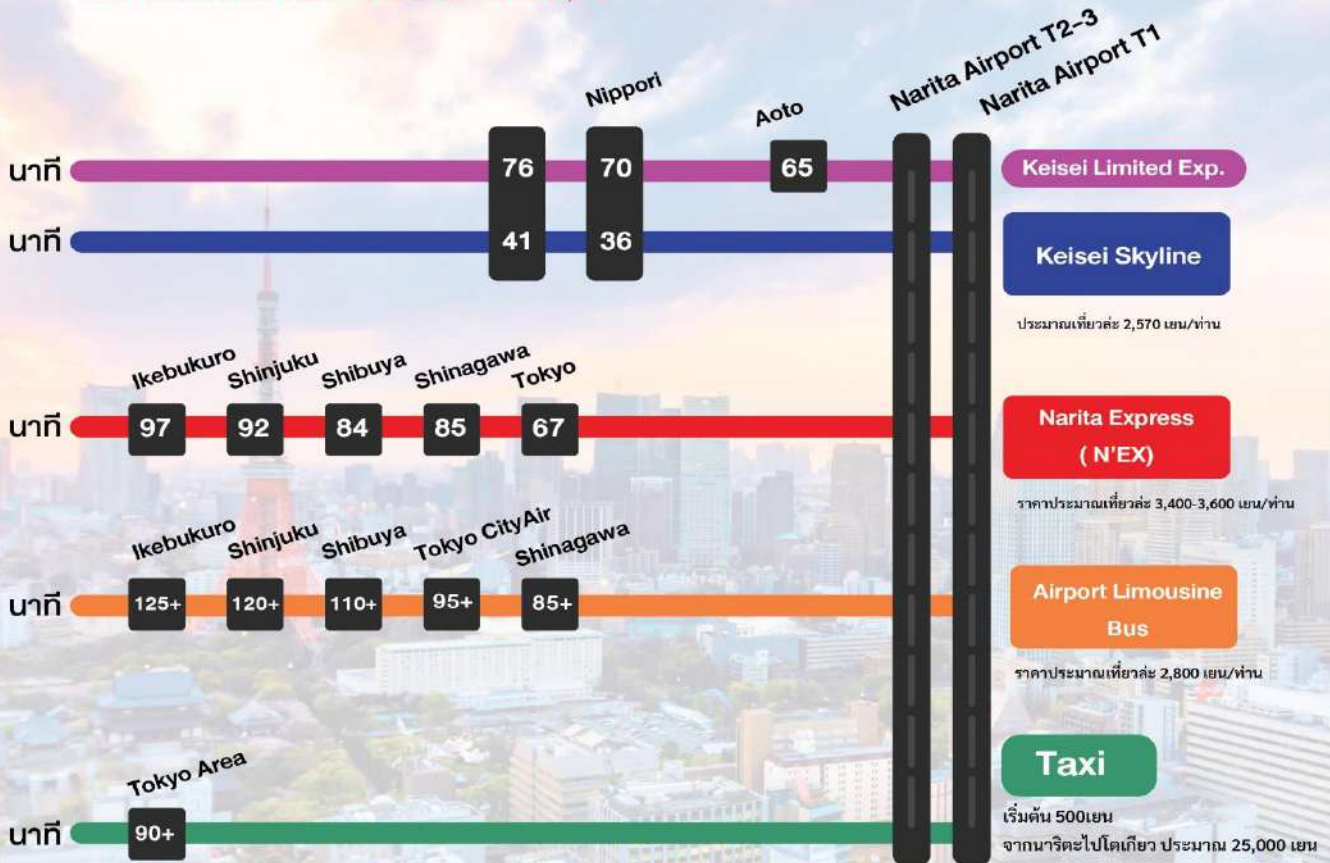 Narita Airport T2-3
Narita Airport T1
Nippori
Aoto
นาที
76
70
65
Keisei Limited Exp.
นาที
41
36
Keisei Skyline
ประมาณเที่ยวล่ะ 2,570 เยน/ท่าน
Ikebukuro
Shinjuku
Shibuya
Shinagawa
Tokyo
นาที
97
92
84
85
67
Narita Express
( N'EX)
ราคาประมาณเที่ยวล่ะ 3,400-3,600 เยน/ท่าน
Ikebukuro
Shinjuku
Shibuya
Tokyo CityAir
Shinagawa
นาที
125+
120+
110+
95+
85+
Airport Limousine
Bus
ราคาประมาณเที่ยวล่ะ 2,800 เยน/ท่าน
Tokyo Area
นาที
90+
Taxi
เริ่มต้น 500เยน
จากนาริตะไปโตเกียว ประมาณ 25,000 เยน